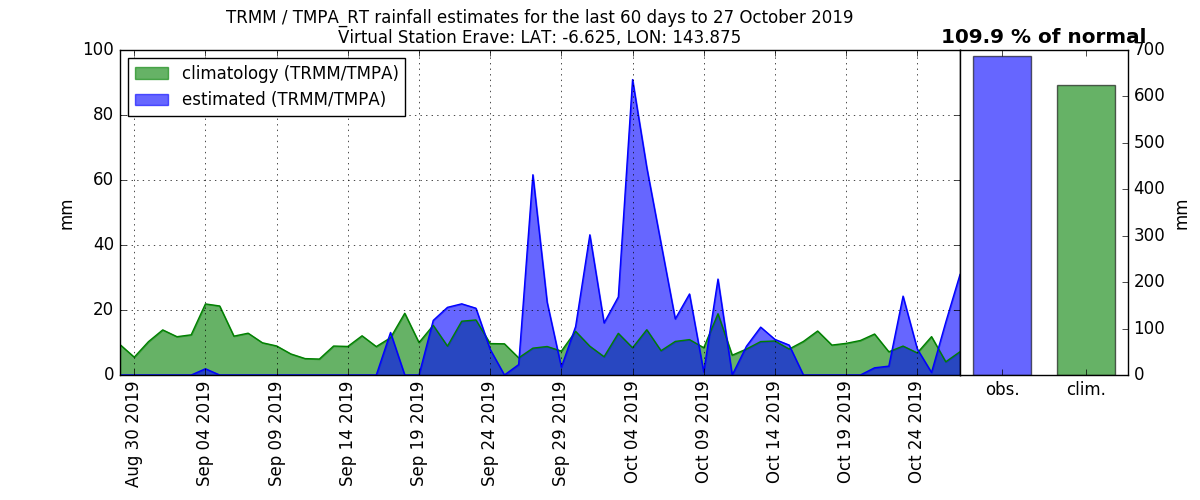 TRMM / TMPA_RT rainfall estimates for the last 60 days to 27 October 2019
Virtual Station Erave: LAT: -6.625, LON: 143.875
109.9 % of normal
climatology (TRMM/TMPA)
estimated (TRMM/TMPA)
mm
100
80
60
40
20
0
Aug 30 2019
Sep 04 2019
Sep 09 2019
Sep 14 2019
Sep 19 2019
Sep 24 2019
Sep 29 2019
Oct 04 2019
Oct 09 2019
Oct 14 2019
Oct 19 2019
Oct 24 2019
obs.
clim.
700
600
500
400
300
200
100
0
mm